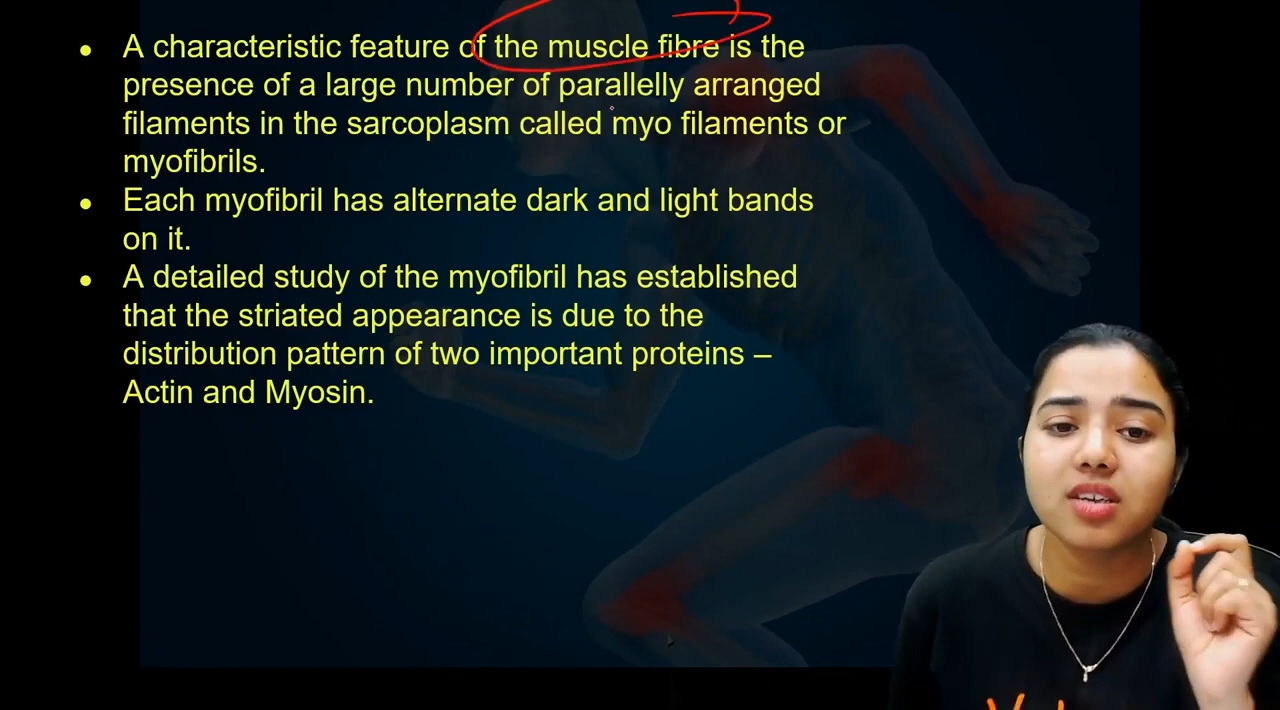 ● A characteristic feature of the muscle fibre is the
presence of a large number of parallelly arranged
filaments in the sarcoplasm called myo filaments or
myofibrils.
● Each myofibril has alternate dark and light bands
on it.
● A detailed study of the myofibril has established
that the striated appearance is due to the
distribution pattern of two important proteins –
Actin and Myosin.